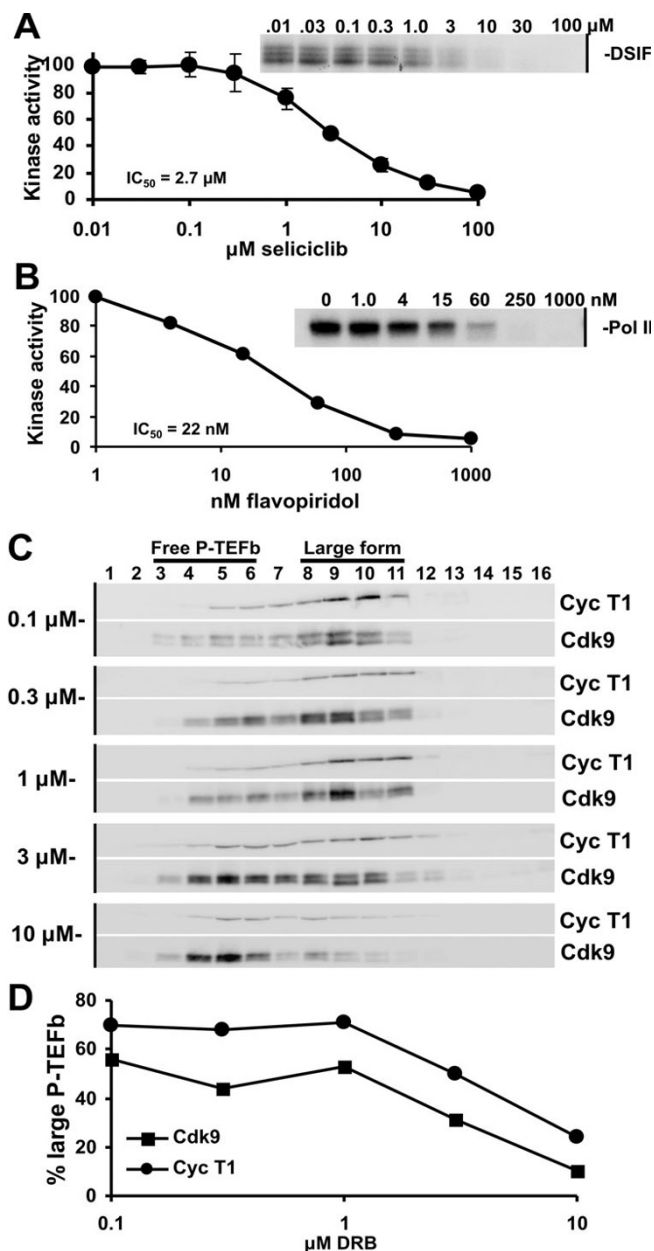 A
.01 .03 0.1 0.3 1.0 3 10 30 100 µM
-DSIF
Kinase activity
100
80
60
40
20
0
IC50 = 2.7 µM
0.01 0.1 1 10 100
µM seliciclib
B
0 1.0 4 15 60 250 1000 nM
-Pol II
Kinase activity
100
80
60
40
20
0
IC50 = 22 nM
1 10 100 1000
nM flavopiridol
C
Free P-TEFb Large form
1 2 3 4 5 6 7 8 9 10 11 12 13 14 15 16
0.1 µM-
Cyc T1
Cdk9
0.3 µM-
Cyc T1
Cdk9
1 µM-
Cyc T1
Cdk9
3 µM-
Cyc T1
Cdk9
10 µM-
Cyc T1
Cdk9
D
% large P-TEFb
80
60
40
20
0
Cdk9
Cyc T1
0.1 1 10
µM DRB